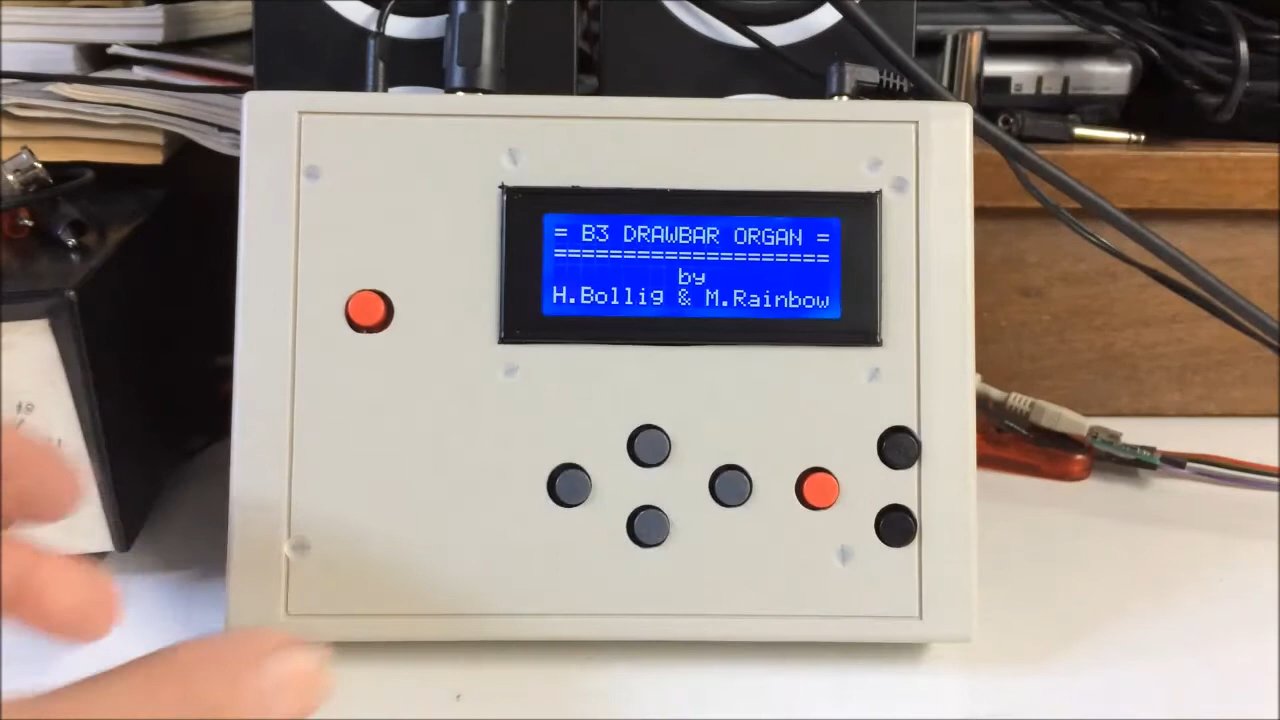 = B3 DRAWBAR ORGAN =
====================
by
H.Bollig & M.Rainbow